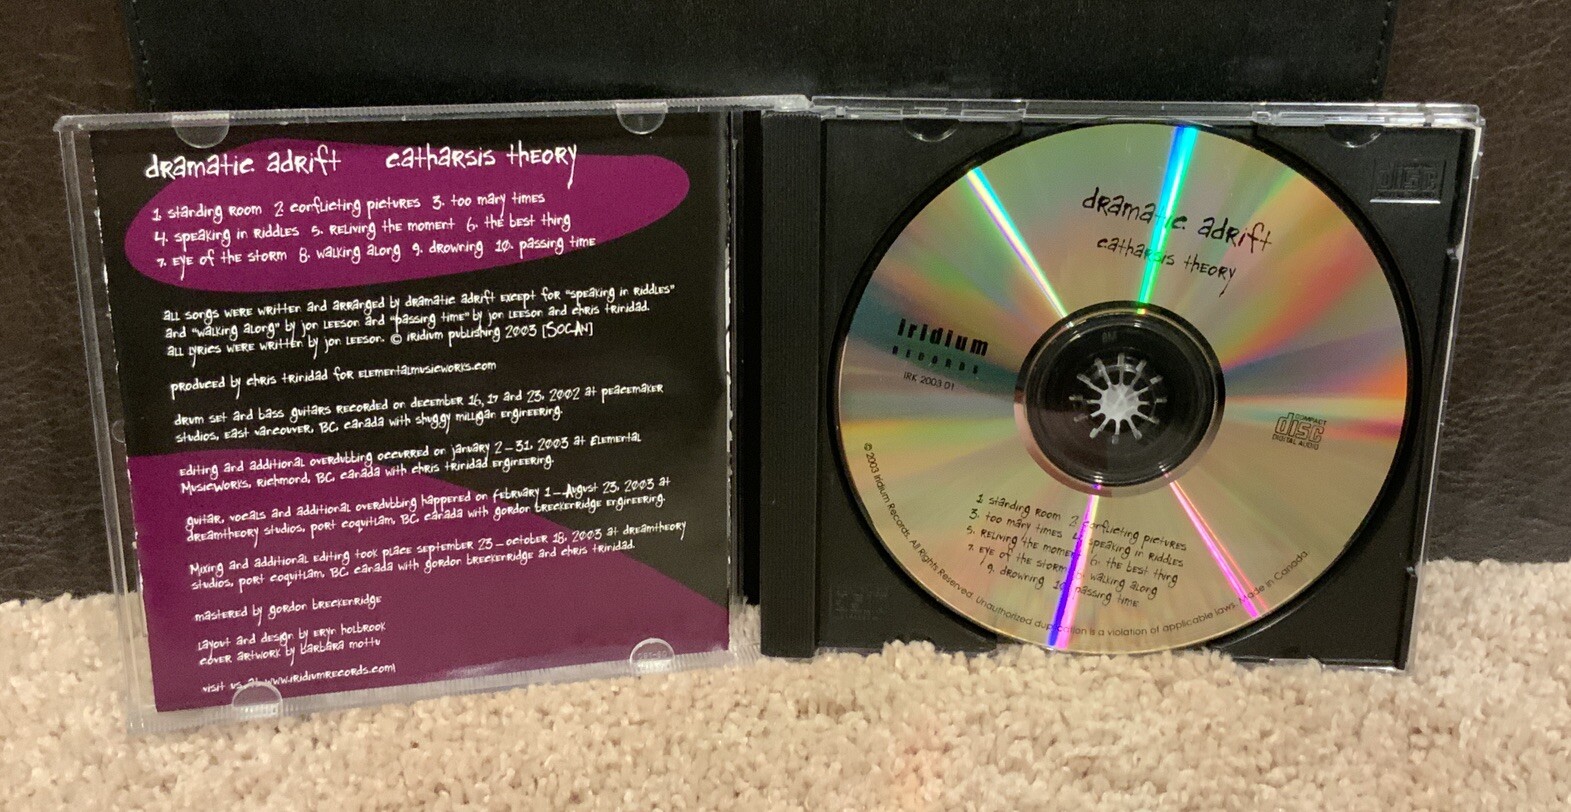 dramatic adrift catharsis theory
1. standing room 2 conflicting pictures 3. too many times
4. speaking in riddles 5. reliving the moment 6. the best thing
7. eye of the storm 8. walking along 9. drowning 10. passing time
all songs were written and arranged by dramatic adrift except for "speaking in riddles"
and "walking along" by jon leeson and "passing time" by jon leeson and chris trinidad.
all lyrics were written by jon leeson. © iridium publishing 2003 [SOCAN]
produced by chris trinidad for elementalmusicworks.com
drum set and bass guitars recorded on december 16, 17 and 23, 2002 at peacemaker
studios, east vancouver, BC, canada with shuggy milligan engineering.
editing and additional overdubbing occurred on january 2-31, 2003 at elemental
musicworks, richmond, BC, canada with chris trinidad engineering.
guitar, vocals and additional overdubbing happened on february 1-august 23, 2003 at
dreamtheory studios, port coquitlam, BC, canada with gordon breckenridge engineering.
mixing and additional editing took place september 23-october 18, 2003 at dreamtheory
studios, port coquitlam, BC, canada with gordon breckenridge and chris trinidad.
mastered by gordon breckenridge
layout and design by eryn holbrook
cover artwork by barbara mottu
visit us at www.iridiumrecords.com!
dramatic adrift
catharsis theory
iridium
RECORDS
IRK 2003 01
COMPACT
disc
DIGITAL AUDIO
1. standing room 2 conflicting pictures
3. too many times 4. speaking in riddles
5. reliving the moment 6. the best thing
7. eye of the storm 8. walking along
9. drowning 10. passing time
© 2003 Iridium Records. All Rights Reserved. Unauthorized duplication is a violation of applicable laws. Made in Canada.
disc